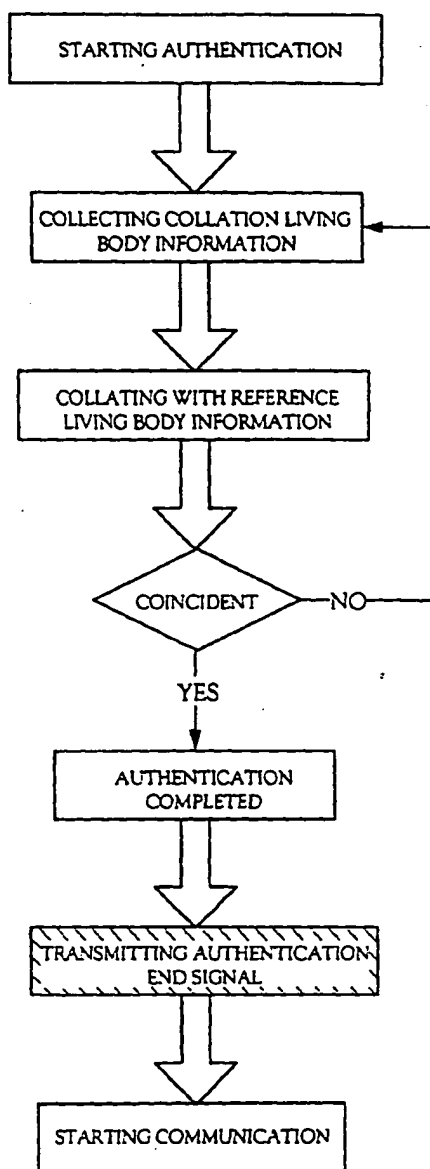 STARTING AUTHENTICATION
COLLECTING COLLATION LIVING
BODY INFORMATION
COLLATING WITH REFERENCE
LIVING BODY INFORMATION
COINCIDENT
NO
YES
AUTHENTICATION
COMPLETED
TRANSMITTING AUTHENTICATION
END SIGNAL
STARTING COMMUNICATION